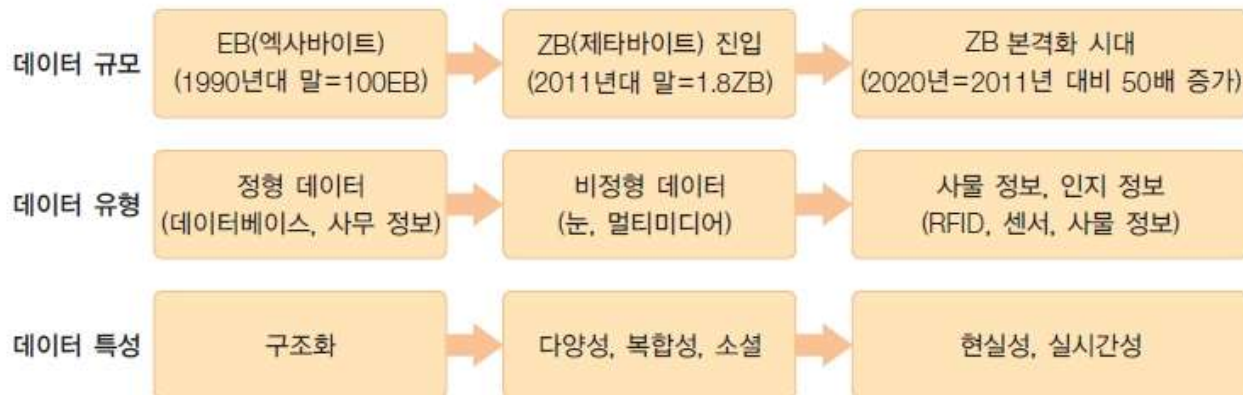 데이터 규모
EB(엑사바이트)
(1990년대 말=100EB)
ZB(제타바이트) 진입
(2011년대 말=1.8ZB)
ZB 본격화 시대
(2020년=2011년 대비 50배 증가)
데이터 유형
정형 데이터
(데이터베이스, 사무 정보)
비정형 데이터
(눈, 멀티미디어)
사물 정보, 인지 정보
(RFID, 센서, 사물 정보)
데이터 특성
구조화
다양성, 복합성, 소셜
현실성, 실시간성